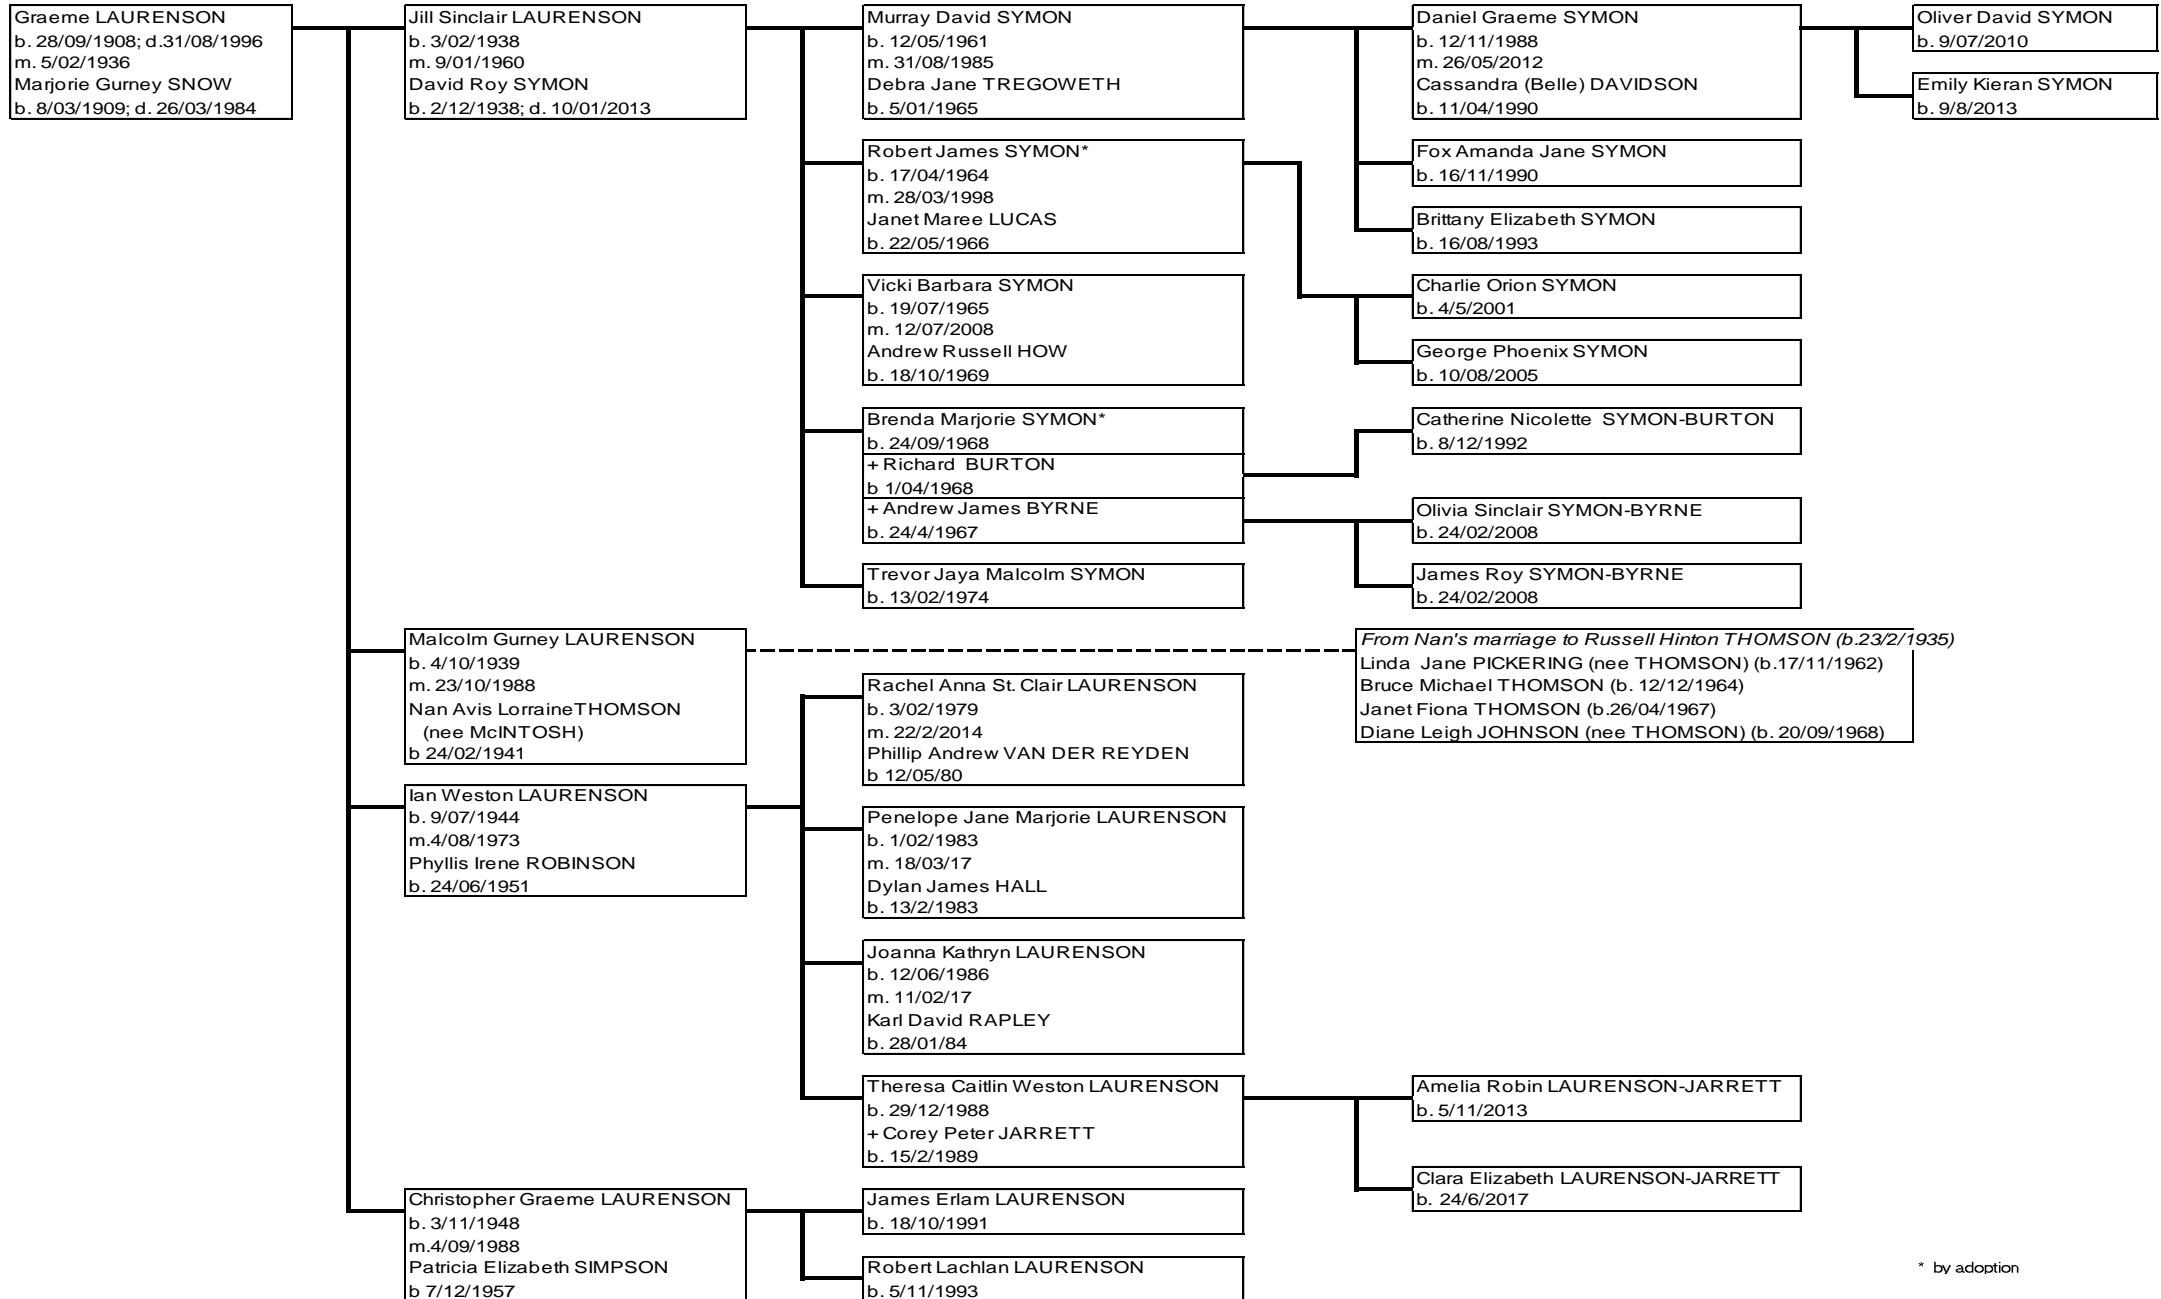 Graeme LAURENSON
b. 28/09/1908; d.31/08/1996
m. 5/02/1936
Marjorie Gurney SNOW
b. 8/03/1909; d. 26/03/1984
Jill Sinclair LAURENSON
b. 3/02/1938
m. 9/01/1960
David Roy SYMON
b. 2/12/1938; d. 10/01/2013
Murray David SYMON
b. 12/05/1961
m. 31/08/1985
Debra Jane TREGOWETH
b. 5/01/1965
Daniel Graeme SYMON
b. 12/11/1988
m. 26/05/2012
Cassandra (Belle) DAVIDSON
b. 11/04/1990
Oliver David SYMON
b. 9/07/2010
Emily Kieran SYMON
b. 9/8/2013
Fox Amanda Jane SYMON
b. 16/11/1990
Brittany Elizabeth SYMON
b. 16/08/1993
Robert James SYMON*
b. 17/04/1964
m. 28/03/1998
Janet Maree LUCAS
b. 22/05/1966
Charlie Orion SYMON
b. 4/5/2001
George Phoenix SYMON
b. 10/08/2005
Vicki Barbara SYMON
b. 19/07/1965
m. 12/07/2008
Andrew Russell HOW
b. 18/10/1969
Brenda Marjorie SYMON*
b. 24/09/1968
+ Richard BURTON
b 1/04/1968
+ Andrew James BYRNE
b. 24/4/1967
Catherine Nicolette SYMON-BURTON
b. 8/12/1992
Olivia Sinclair SYMON-BYRNE
b. 24/02/2008
James Roy SYMON-BYRNE
b. 24/02/2008
Trevor Jaya Malcolm SYMON
b. 13/02/1974
Malcolm Gurney LAURENSON
b. 4/10/1939
m. 23/10/1988
Nan Avis LorraineTHOMSON
(nee McINTOSH)
b 24/02/1941
From Nan's marriage to Russell Hinton THOMSON (b.23/2/1935)
Linda Jane PICKERING (nee THOMSON) (b.17/11/1962)
Bruce Michael THOMSON (b. 12/12/1964)
Janet Fiona THOMSON (b.26/04/1967)
Diane Leigh JOHNSON (nee THOMSON) (b. 20/09/1968)
Ian Weston LAURENSON
b. 9/07/1944
m.4/08/1973
Phyllis Irene ROBINSON
b. 24/06/1951
Rachel Anna St. Clair LAURENSON
b. 3/02/1979
m. 22/2/2014
Phillip Andrew VAN DER REYDEN
b 12/05/80
Penelope Jane Marjorie LAURENSON
b. 1/02/1983
m. 18/03/17
Dylan James HALL
b. 13/2/1983
Joanna Kathryn LAURENSON
b. 12/06/1986
m. 11/02/17
Karl David RAPLEY
b. 28/01/84
Theresa Caitlin Weston LAURENSON
b. 29/12/1988
+ Corey Peter JARRETT
b. 15/2/1989
Amelia Robin LAURENSON-JARRETT
b. 5/11/2013
Clara Elizabeth LAURENSON-JARRETT
b. 24/6/2017
Christopher Graeme LAURENSON
b. 3/11/1948
m.4/09/1988
Patricia Elizabeth SIMPSON
b 7/12/1957
James Erlam LAURENSON
b. 18/10/1991
Robert Lachlan LAURENSON
b. 5/11/1993
* by adoption